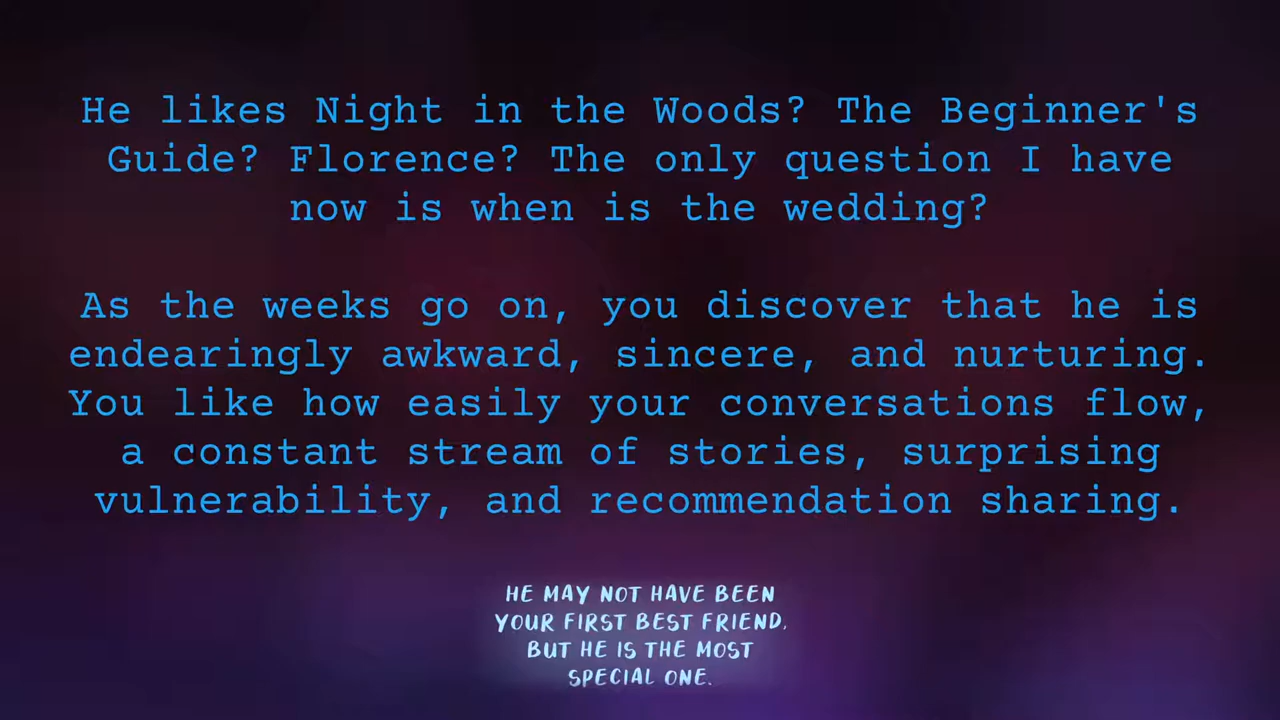 He likes Night in the Woods? The Beginner's
Guide? Florence? The only question I have
now is when is the wedding?
As the weeks go on, you discover that he is
endearingly awkward, sincere, and nurturing.
You like how easily your conversations flow,
a constant stream of stories, surprising
vulnerability, and recommendation sharing.
HE MAY NOT HAVE BEEN
YOUR FIRST BEST FRIEND,
BUT HE IS THE MOST
SPECIAL ONE.